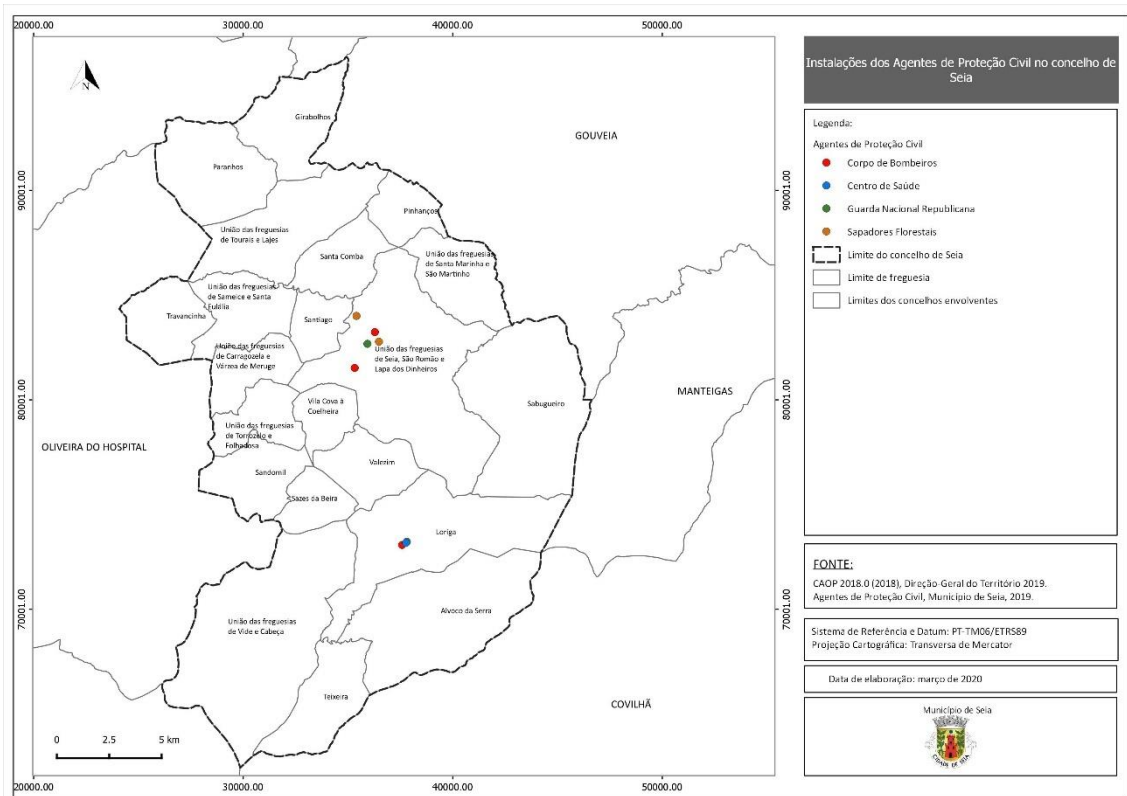 20000.00
30000.00
40000.00
50000.00
90001.00
80001.00
70001.00
90001.00
80001.00
70001.00
N
Girabolhos
GOUVEIA
Paranhos
Pinhanços
União das freguesias
de Tourais e Lajes
Santa Comba
União das freguesias
de Santa Marinha e
São Martinho
União das freguesias
de Sameice e Santa
Eulália
Travancinha
Santiago
União das freguesias
de Carragozela e
Várzea de Meruge
União das freguesias
de Seia, São Romão e
Lapa dos Dinheiros
MANTEIGAS
Sabugueiro
Vila Cova à
Coelheira
União das freguesias
de Torrozelo e
Folhadosa
OLIVEIRA DO HOSPITAL
Valezim
Sandomil
Sazes da Beira
Loriga
Alvoco da Serra
União das freguesias
de Vide e Cabeça
Teixeira
COVILHÃ
0 2.5 5 km
20000.00
30000.00
40000.00
50000.00
Instalações dos Agentes de Proteção Civil no concelho de
Seia
Legenda:
Agentes de Proteção Civil
Corpo de Bombeiros
Centro de Saúde
Guarda Nacional Republicana
Sapadores Florestais
Limite do concelho de Seia
Limite de freguesia
Limites dos concelhos envolventes
FONTE:
CAOP 2018.0 (2018), Direção-Geral do Território 2019.
Agentes de Proteção Civil, Município de Seia, 2019.
Sistema de Referência e Datum: PT-TM06/ETRS89
Projeção Cartográfica: Transversa de Mercator
Data de elaboração: março de 2020
Município de Seia
CIDADE DE SEIA